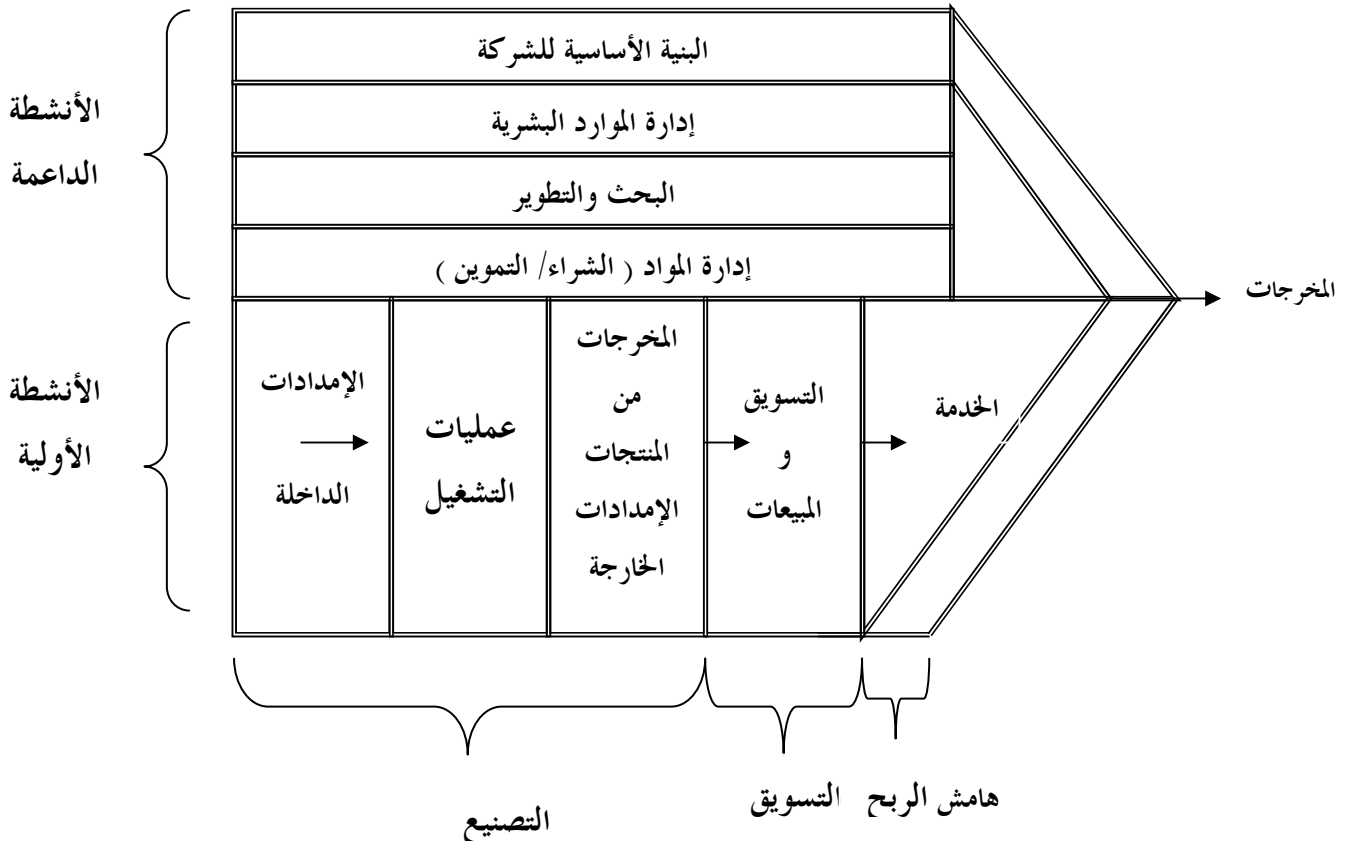 البنية الأساسية للشركة
إدارة الموارد البشرية
البحث والتطوير
إدارة المواد ( الشراء/ التموين )
الأنشطة
الداعمة
المخرجات
الأنشطة
الأولية
الإمدادات
الداخلة
عمليات
التشغيل
المخرجات
من
المنتجات
الإمدادات
الخارجة
التسويق
و
المبيعات
الخدمة
هامش الربح
التسويق
التصنيع